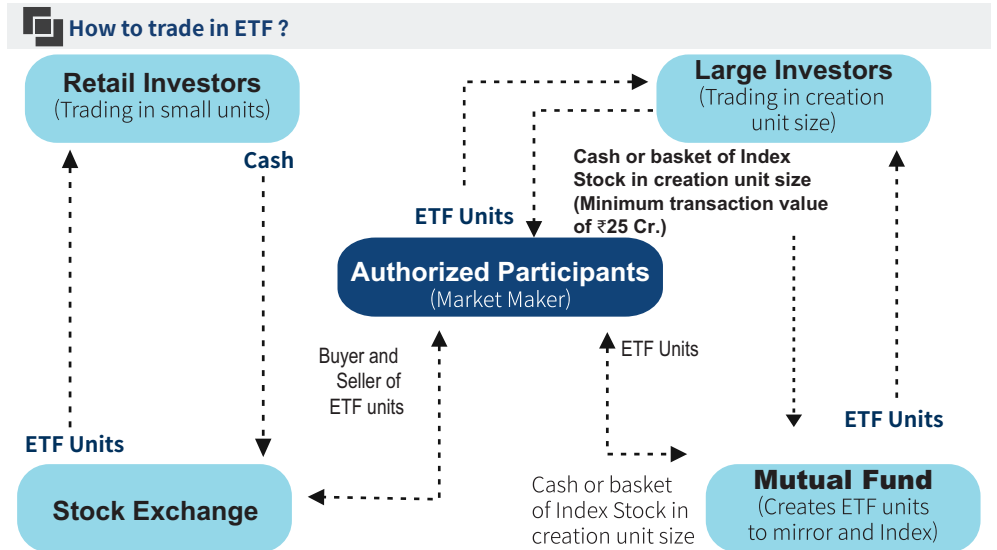 How to trade in ETF ?
Retail Investors
(Trading in small units)
Large Investors
(Trading in creation
unit size)
Cash
Cash or basket of Index
Stock in creation unit size
(Minimum transaction value
of ₹25 Cr.)
ETF Units
Authorized Participants
(Market Maker)
Buyer and
Seller of
ETF units
ETF Units
ETF Units
ETF Units
Stock Exchange
Cash or basket
of Index Stock in
creation unit size
Mutual Fund
(Creates ETF units
to mirror and Index)